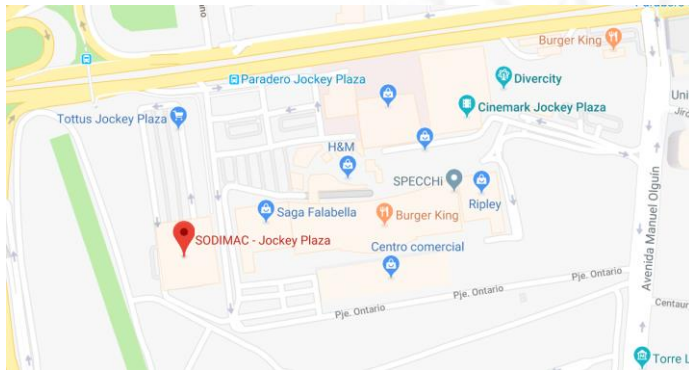 Burger King
Divercity
Paradero Jockey Plaza
Cinemark Jockey Plaza
Tottus Jockey Plaza
H&M
SPECCHi
Saga Falabella
Burger King
Ripley
SODIMAC - Jockey Plaza
Centro comercial
Avenida Manuel Olguín
Pje. Ontario
Pje. Ontario
Torre L